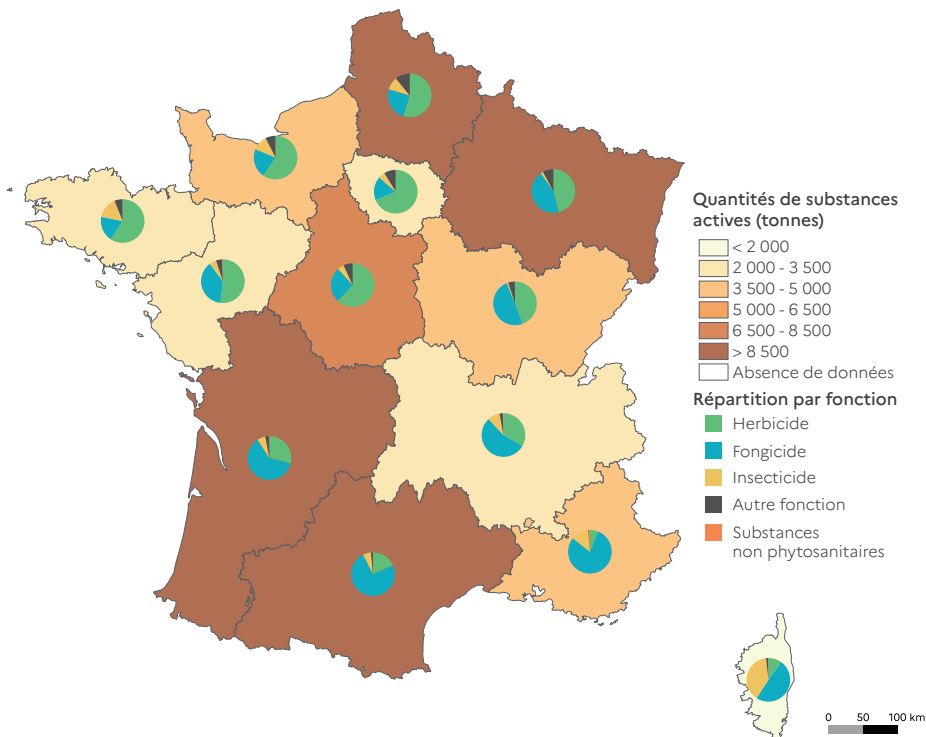 Quantités de substances
actives (tonnes)
< 2 000
2 000 - 3 500
3 500 - 5 000
5 000 - 6 500
6 500 - 8 500
> 8 500
Absence de données
Répartition par fonction
Herbicide
Fongicide
Insecticide
Autre fonction
Substances
non phytosanitaires
0 50 100 km